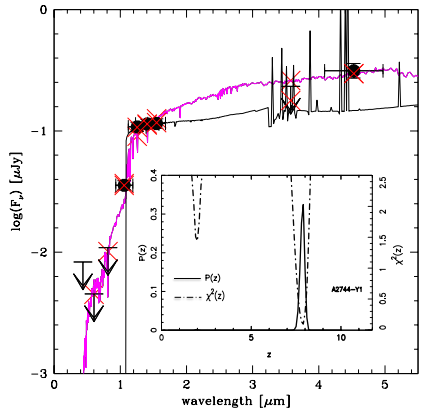 0
−1
−2
−3
log(F_ν) [μJy]
0 1 2 3 4 5
wavelength [μm]
0.4
0.3
0.2
0.1
0
P(z)
2.5
2
1.5
1
0.5
0
χ²(z)
P(z)
χ²(z)
A2744−Y1
0 5 10
z